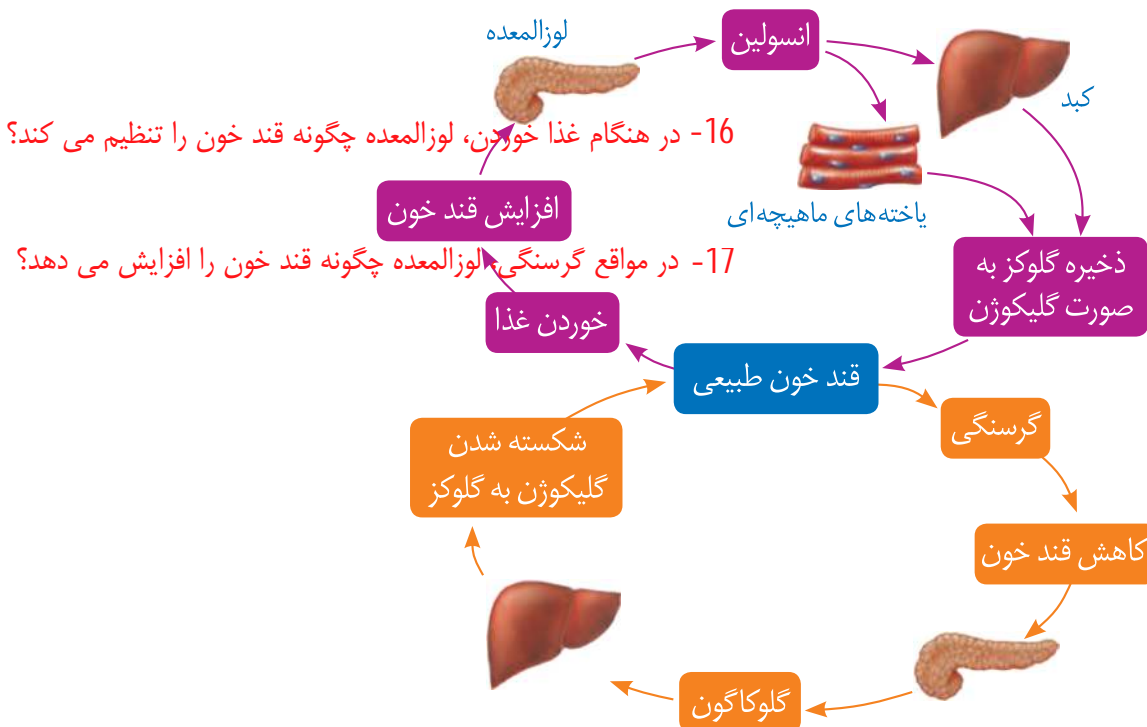 لوزالمعده
انسولین
کبد
16- در هنگام غذا خوردن، لوزالمعده چگونه قند خون را تنظیم می کند؟
افزایش قند خون
یاخته‌های ماهیچه‌ای
17- در مواقع گرسنگی، لوزالمعده چگونه قند خون را افزایش می دهد؟
ذخیره گلوکز به
صورت گلیکوژن
خوردن غذا
قند خون طبیعی
گرسنگی
شکسته شدن
گلیکوژن به گلوکز
کاهش قند خون
گلوکاگون